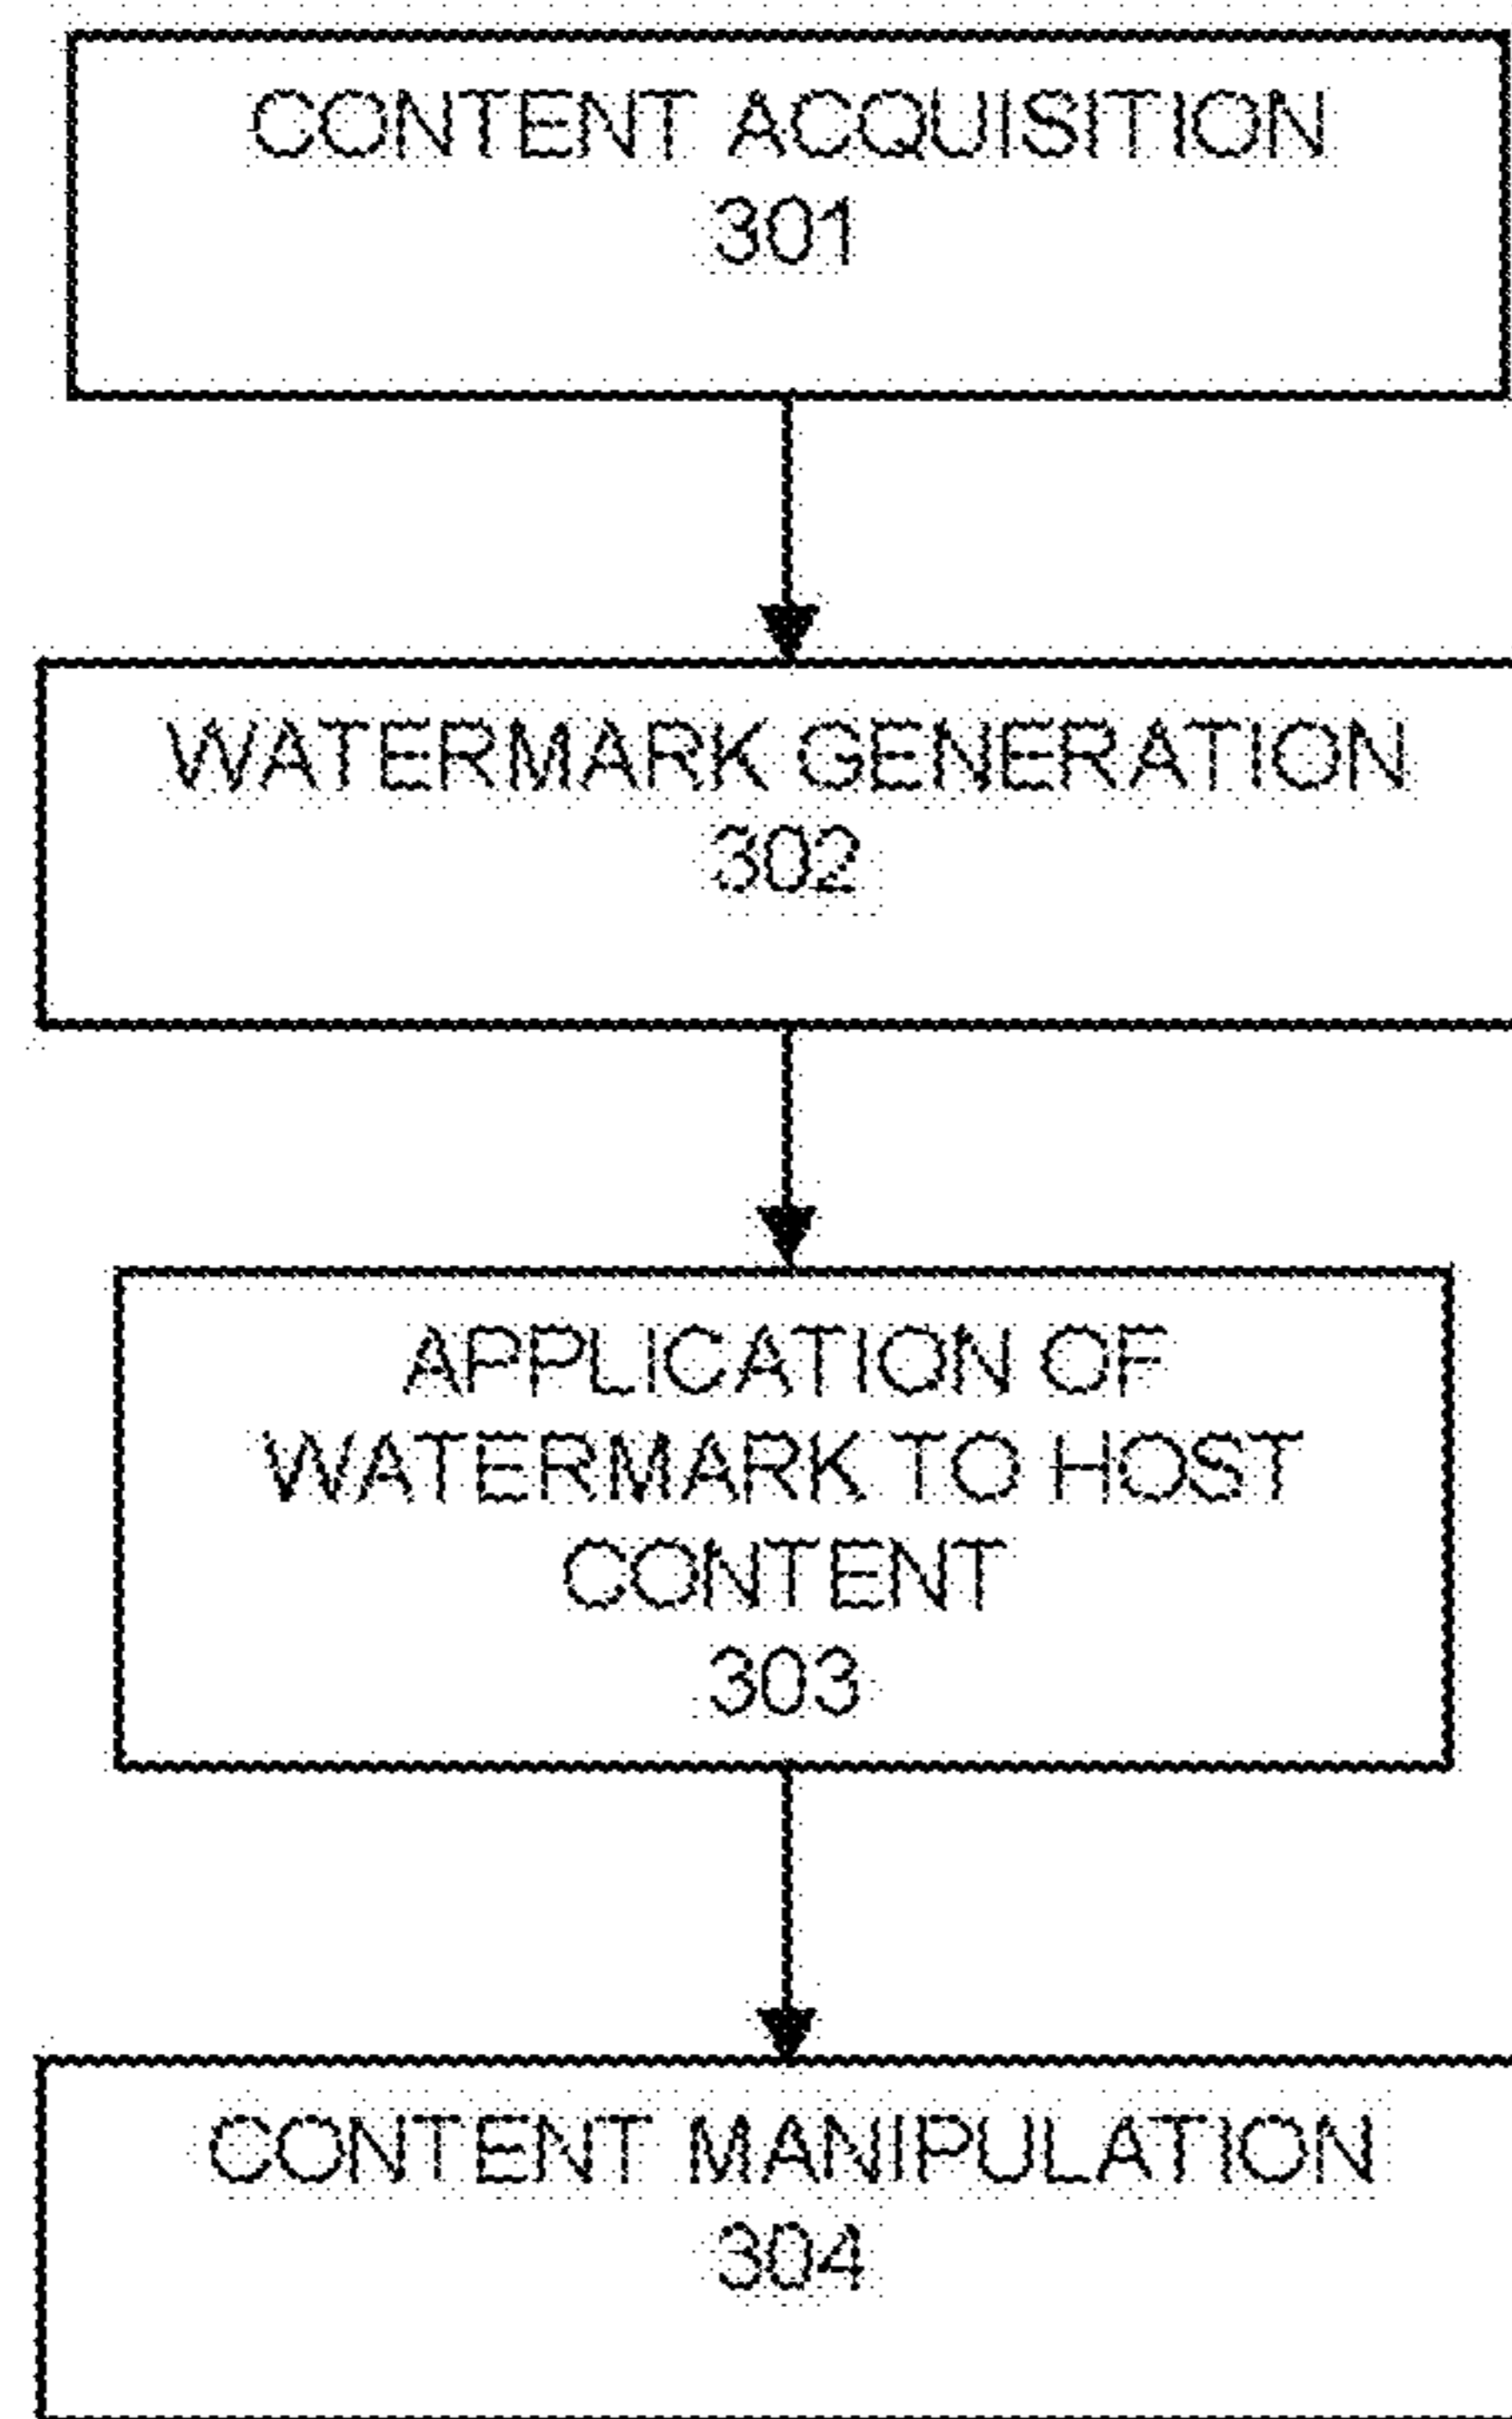 CONTENT ACQUISITION
301
WATERMARK GENERATION
302
APPLICATION OF
WATERMARK TO HOST
CONTENT
303
CONTENT MANIPULATION
304